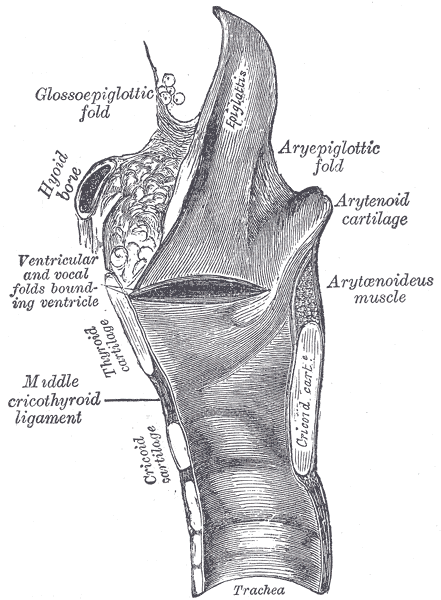 Glossoepiglottic
fold
Epiglottis.
Aryepiglottic
fold
Hyoid
bone
Arytenoid
cartilage
Ventricular
and vocal
folds bound-
ing ventricle
Arytœnoideus
muscle
Thyroid
cartilage
Middle
cricothyroid
ligament
Cricoid
cartilage
Cricoid cart.e
Trachea